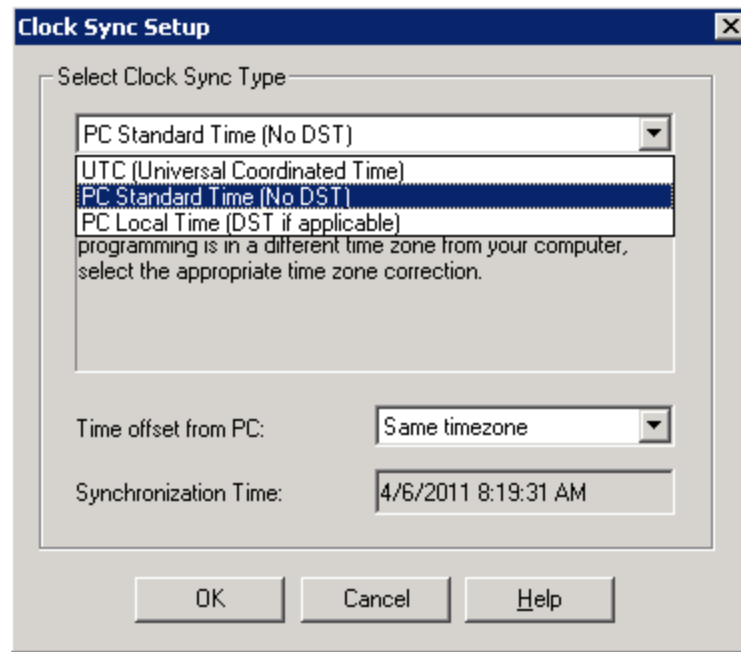 Clock Sync Setup
Select Clock Sync Type
PC Standard Time (No DST)
UTC (Universal Coordinated Time)
PC Standard Time (No DST)
PC Local Time (DST if applicable)
programming is in a different time zone from your computer,
select the appropriate time zone correction.
Time offset from PC: Same timezone
Synchronization Time: 4/6/2011 8:19:31 AM
OK Cancel Help